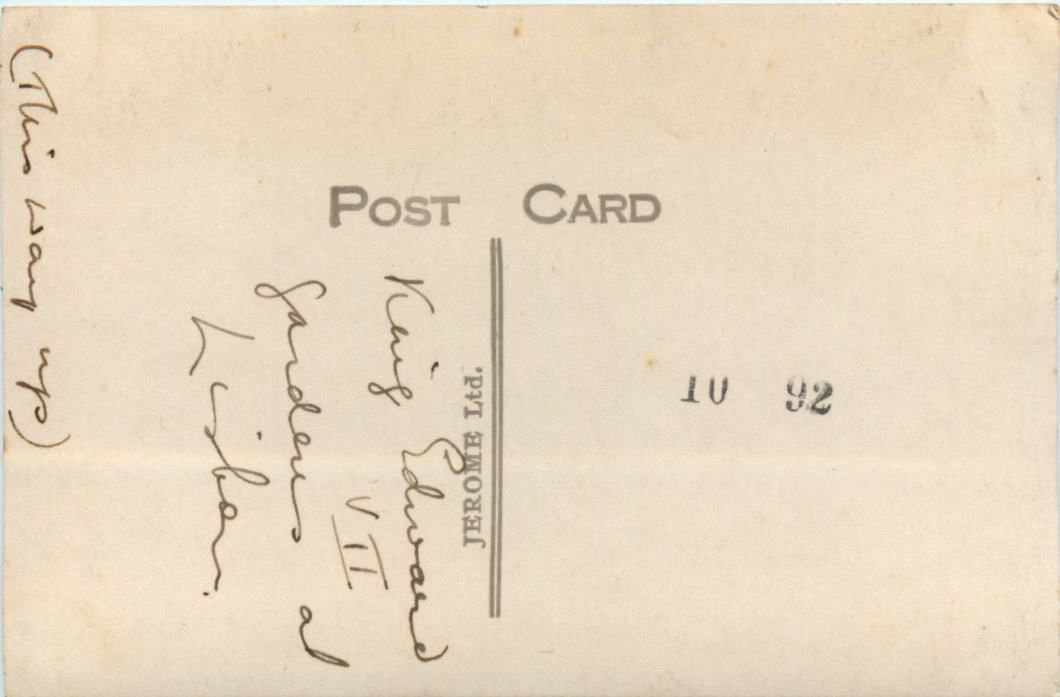 POST CARD
JEROME Ltd.
10 92
King Edward
VII
Gardens at
Lisbon.
(This way up)